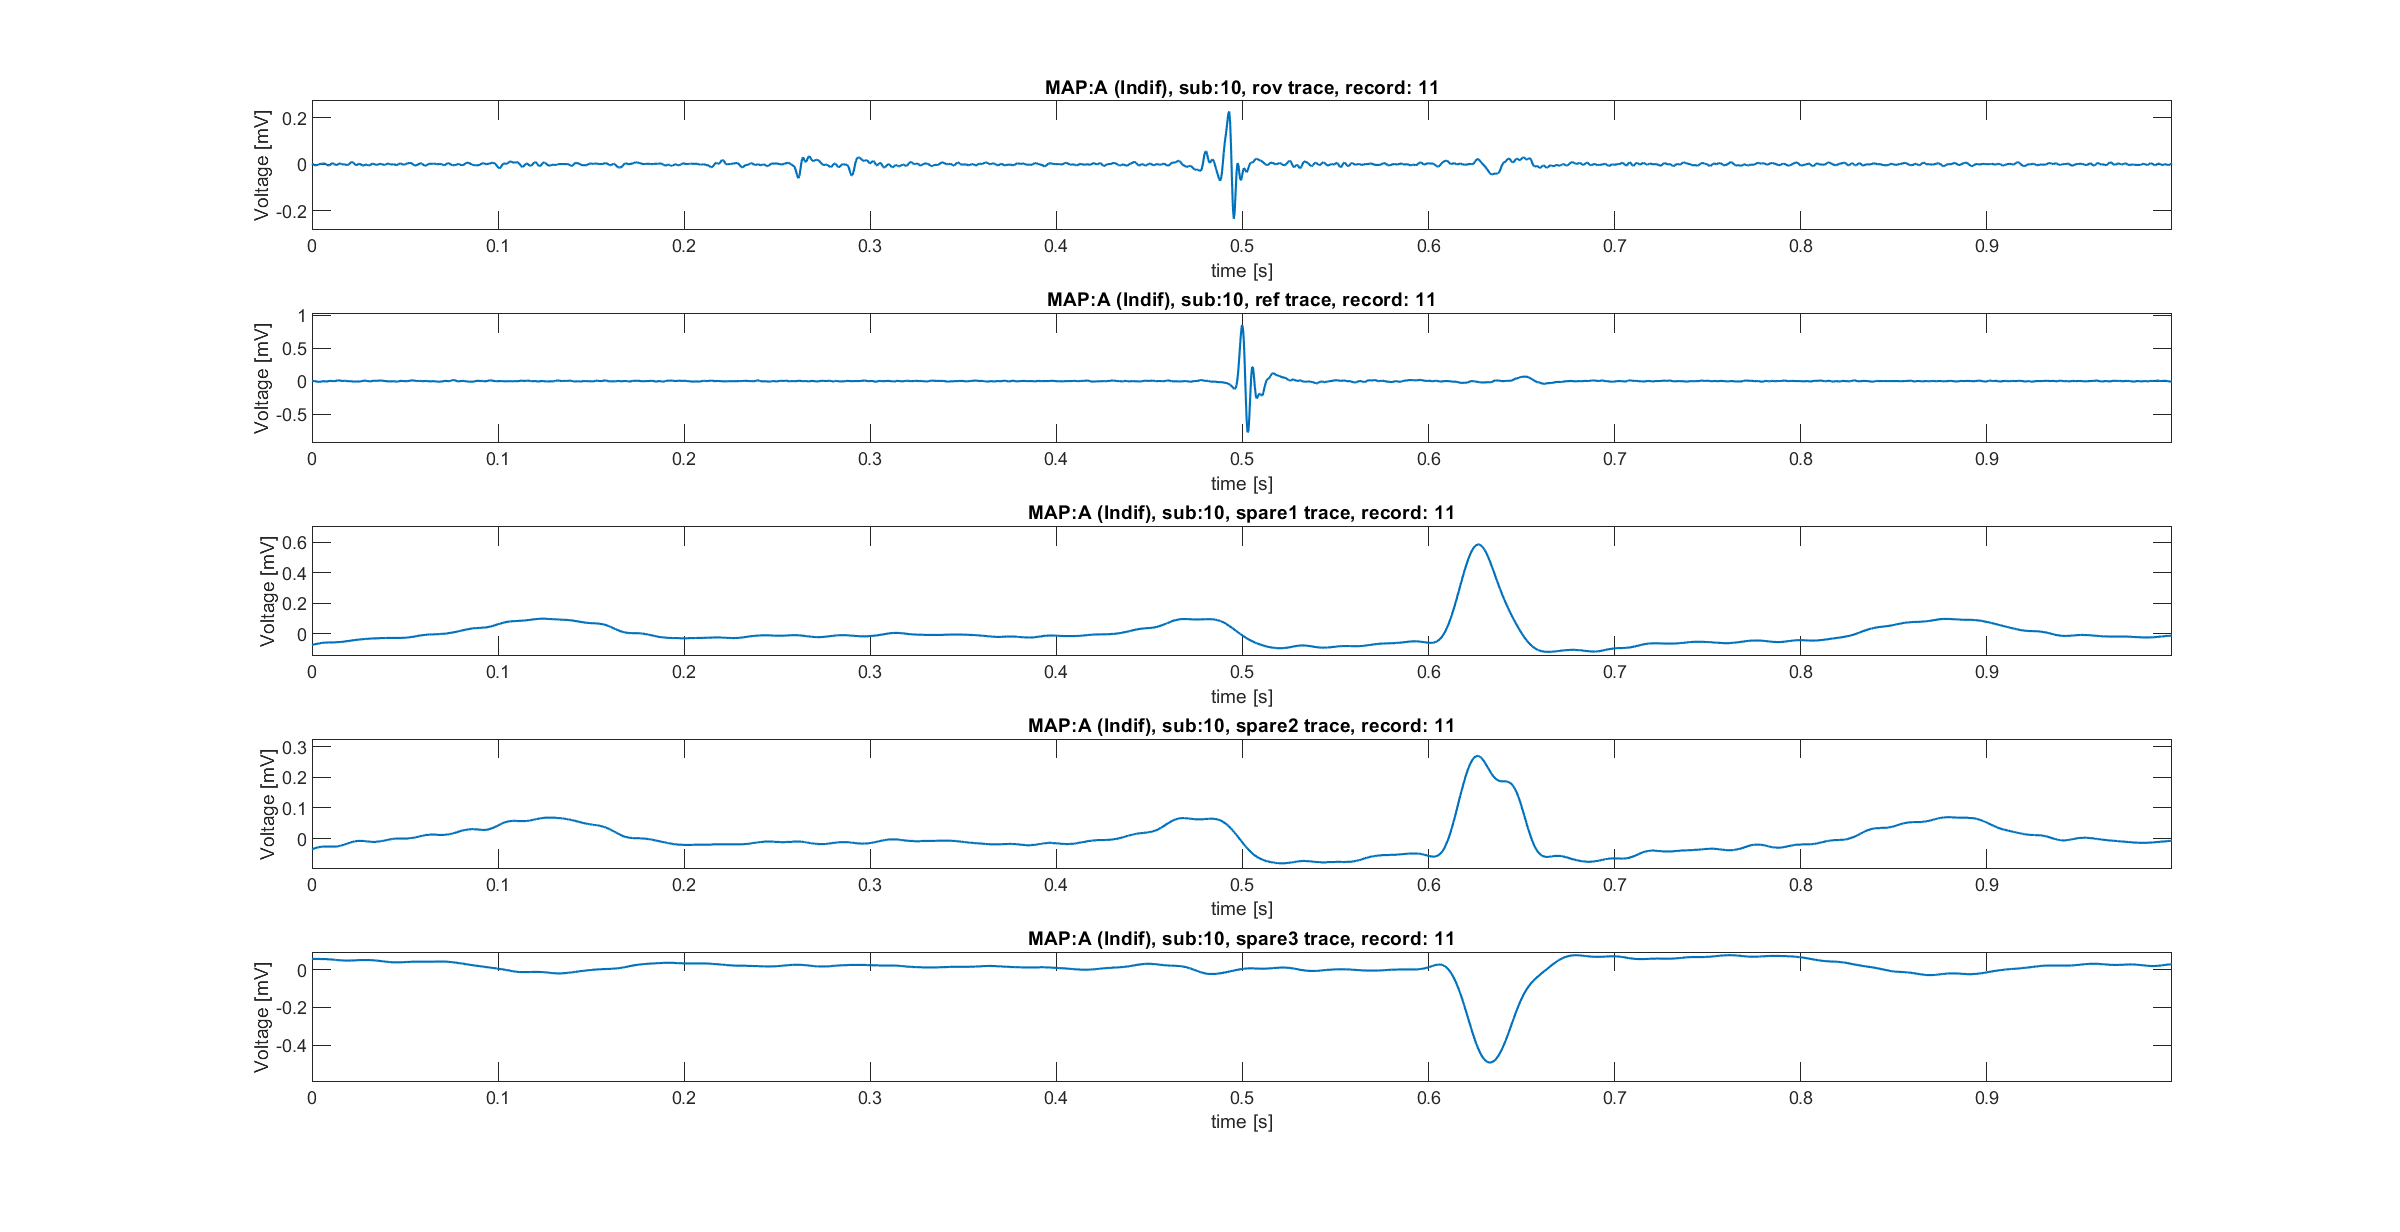 MAP:A (Indif), sub:10, rov trace, record: 11
Voltage [mV]
0.2
0
-0.2
0 0.1 0.2 0.3 0.4 0.5 0.6 0.7 0.8 0.9
time [s]
MAP:A (Indif), sub:10, ref trace, record: 11
Voltage [mV]
1
0.5
0
-0.5
0 0.1 0.2 0.3 0.4 0.5 0.6 0.7 0.8 0.9
time [s]
MAP:A (Indif), sub:10, spare1 trace, record: 11
Voltage [mV]
0.6
0.4
0.2
0
0 0.1 0.2 0.3 0.4 0.5 0.6 0.7 0.8 0.9
time [s]
MAP:A (Indif), sub:10, spare2 trace, record: 11
Voltage [mV]
0.3
0.2
0.1
0
0 0.1 0.2 0.3 0.4 0.5 0.6 0.7 0.8 0.9
time [s]
MAP:A (Indif), sub:10, spare3 trace, record: 11
Voltage [mV]
0
-0.2
-0.4
0 0.1 0.2 0.3 0.4 0.5 0.6 0.7 0.8 0.9
time [s]